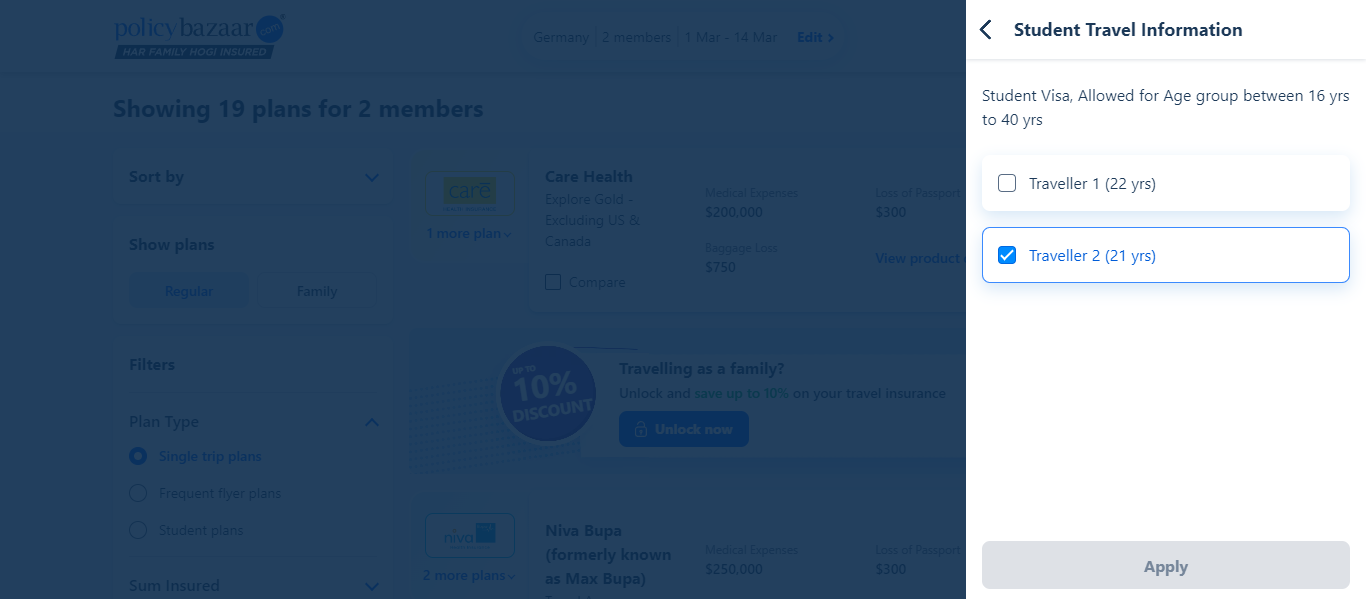 policybazaar.com
HAR FAMILY HOGI INSURED
Germany | 2 members | 1 Mar - 14 Mar Edit >
Showing 19 plans for 2 members
Sort by
Show plans
Regular Family
Filters
Plan Type
Single trip plans
Frequent flyer plans
Student plans
Sum Insured
care
1 more plan
Care Health
Explore Gold -
Excluding US &
Canada
Compare
Medical Expenses
$200,000
Baggage Loss
$750
Loss of Passport
$300
View product
UP TO
10%
DISCOUNT
Travelling as a family?
Unlock and save up to 10% on your travel insurance
Unlock now
niva
2 more plans
Niva Bupa
(formerly known
as Max Bupa)
Medical Expenses
$250,000
Loss of Passport
$300
Student Travel Information
Student Visa, Allowed for Age group between 16 yrs
to 40 yrs
Traveller 1 (22 yrs)
Traveller 2 (21 yrs)
Apply